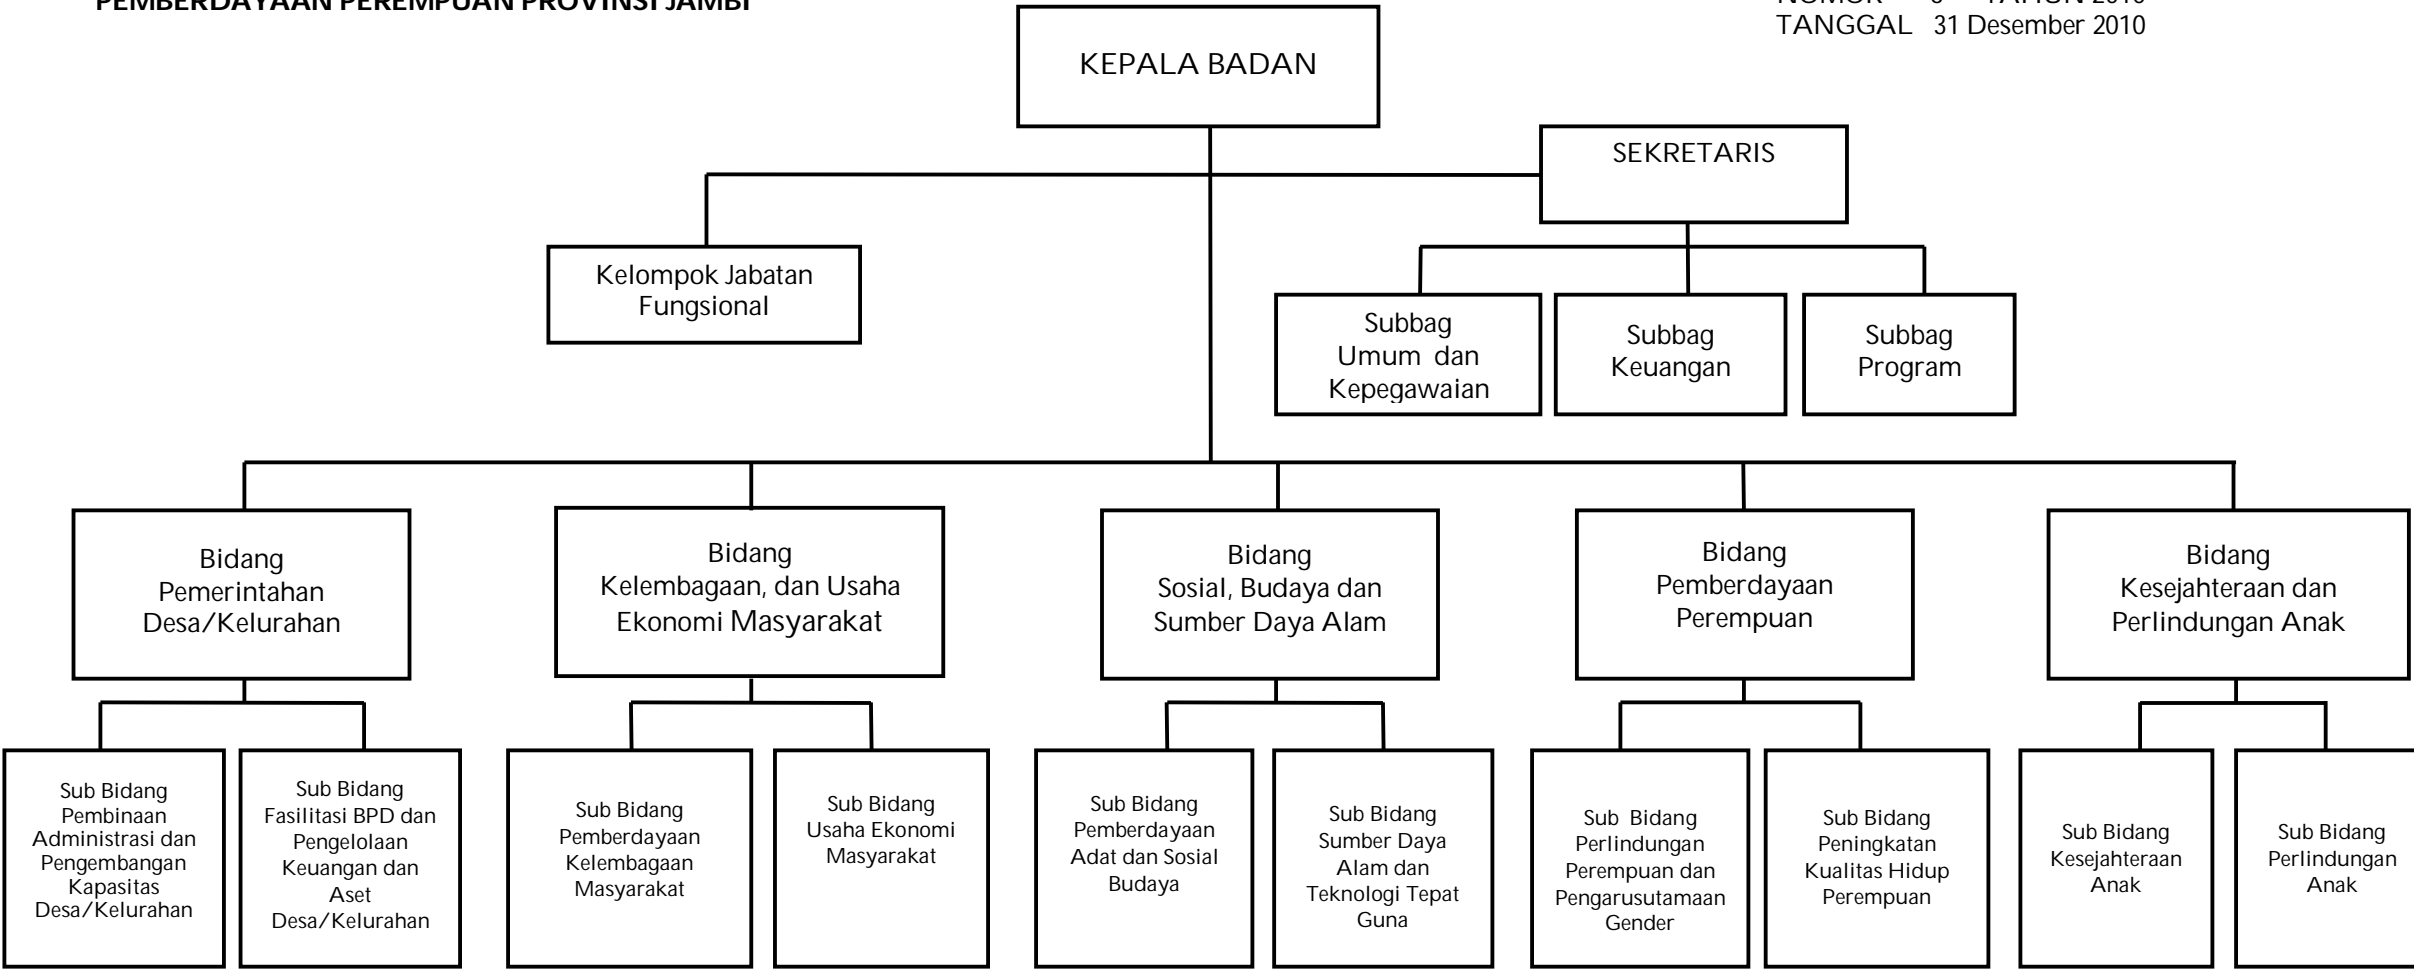 PEMBERDAYAAN PEREMPUAN PROVINSI JAMBI
NOMOR TAHUN 2010
TANGGAL 31 Desember 2010
KEPALA BADAN
SEKRETARIS
Kelompok Jabatan
Fungsional
Subbag
Umum dan
Kepegawaian
Subbag
Keuangan
Subbag
Program
Bidang
Pemerintahan
Desa/Kelurahan
Bidang
Kelembagaan, dan Usaha
Ekonomi Masyarakat
Bidang
Sosial, Budaya dan
Sumber Daya Alam
Bidang
Pemberdayaan
Perempuan
Bidang
Kesejahteraan dan
Perlindungan Anak
Sub Bidang
Pembinaan
Administrasi dan
Pengembangan
Kapasitas
Desa/Kelurahan
Sub Bidang
Fasilitasi BPD dan
Pengelolaan
Keuangan dan
Aset
Desa/Kelurahan
Sub Bidang
Pemberdayaan
Kelembagaan
Masyarakat
Sub Bidang
Usaha Ekonomi
Masyarakat
Sub Bidang
Pemberdayaan
Adat dan Sosial
Budaya
Sub Bidang
Sumber Daya
Alam dan
Teknologi Tepat
Guna
Sub Bidang
Perlindungan
Perempuan dan
Pengarusutamaan
Gender
Sub Bidang
Peningkatan
Kualitas Hidup
Perempuan
Sub Bidang
Kesejahteraan
Anak
Sub Bidang
Perlindungan
Anak